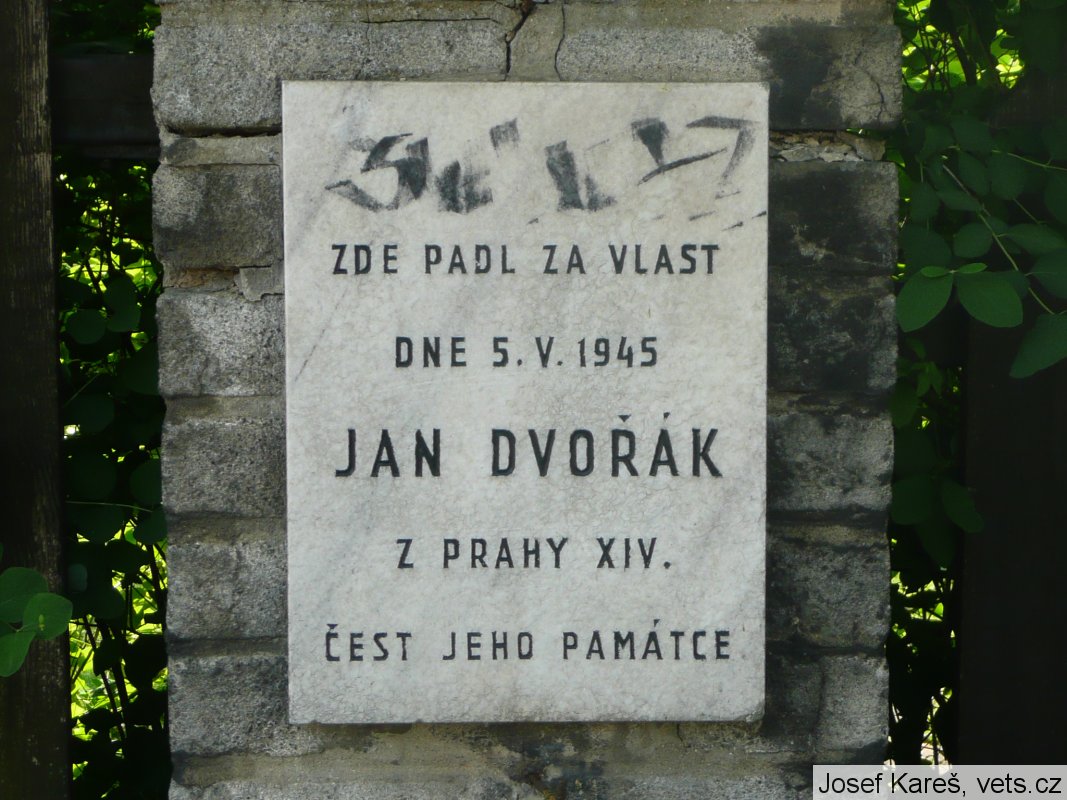 ZDE PADL ZA VLAST
DNE 5. V. 1945
JAN DVOŘÁK
Z PRAHY XIV.
ČEST JEHO PAMÁTCE
Josef Kareš, vets.cz